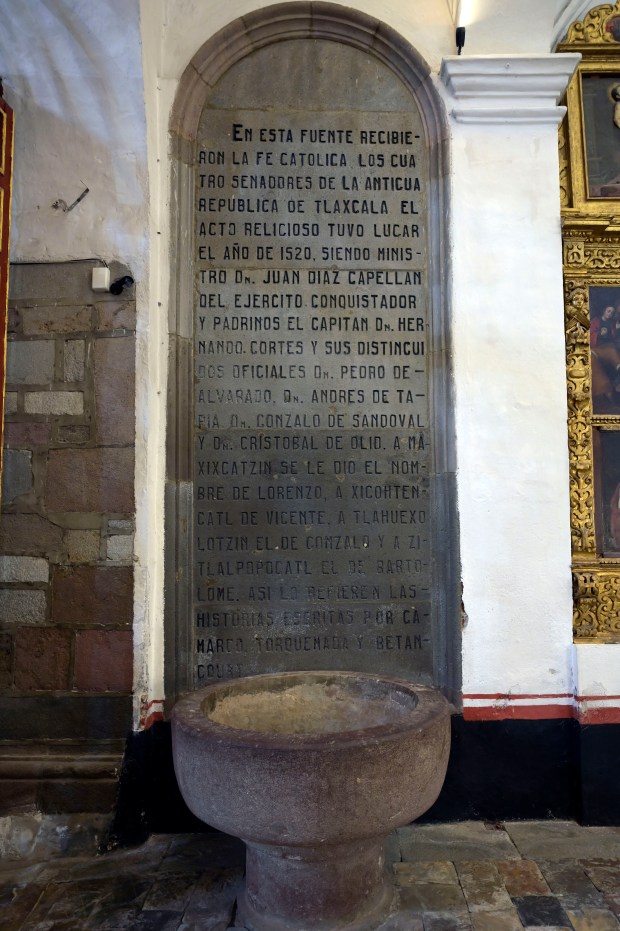 EN ESTA FUENTE RECIBIE-
RON LA FE CATOLICA, LOS CUA
TRO SENADORES DE LA ANTIGUA
REPUBLICA DE TLAXCALA. EL
ACTO RELIGIOSO TUVO LUGAR
EL AÑO DE 1520, SIENDO MINIS-
TRO DN. JUAN DIAZ CAPELLAN
DEL EJERCITO CONQUISTADOR
Y PADRINOS EL CAPITAN DN. HER-
NANDO. CORTES Y SUS DISTINGUI
DOS OFICIALES DN. PEDRO DE-
ALVARADO, DN. ANDRES DE TA-
PIA, DN. GONZALO DE SANDOVAL
Y DN. CRISTOBAL DE OLID. A MA
XIXCATZIN SE LE DIO EL NOM-
BRE DE LORENZO, A XICOHTEN-
CATL DE VICENTE, A TLAHUEXO
LOTZIN EL DE GONZALO Y A ZI-
TLALPOPOCATL EL DE BARTO-
LOME, ASI LO REFIEREN LAS-
HISTORIAS ESCRITAS POR CA-
MARGO, TORQUEMADA Y BETAN-
COURT